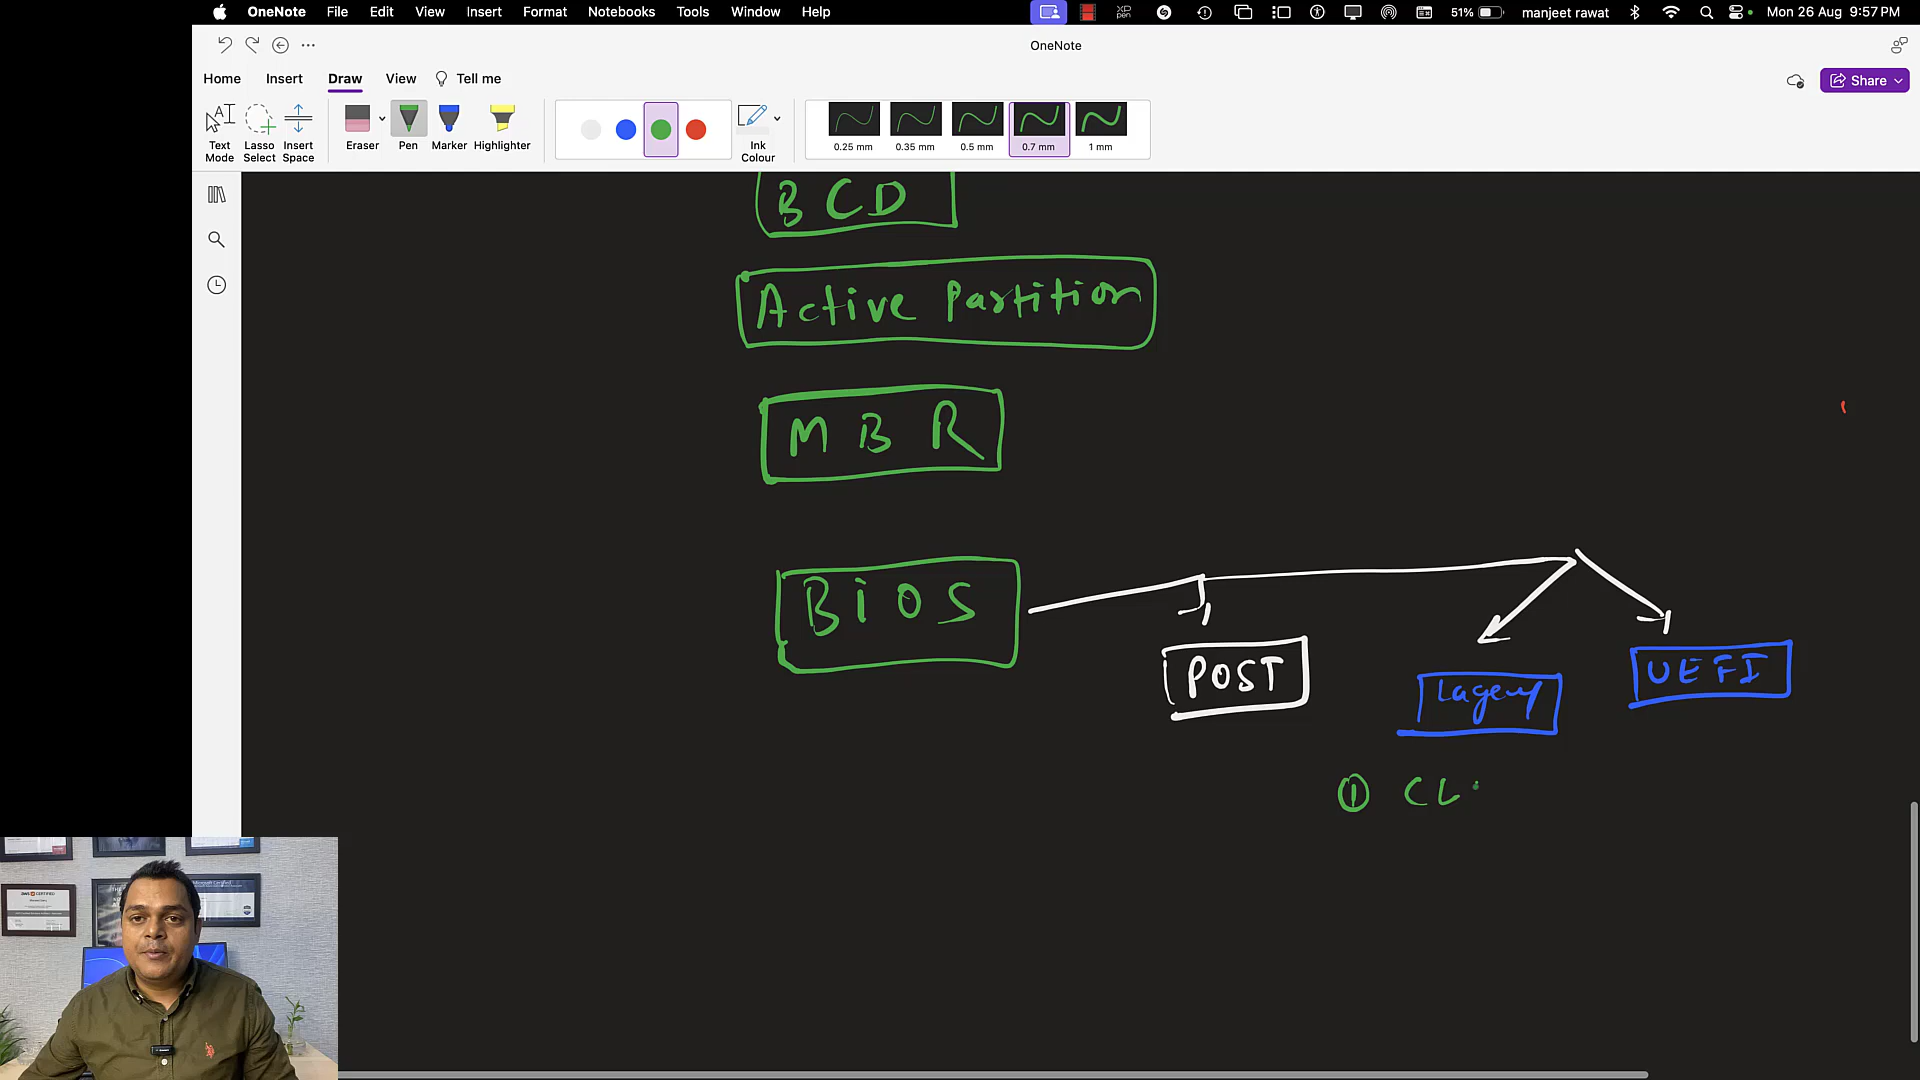 OneNote File Edit View Insert Format Notebooks Tools Window Help XP pen 51% manjeet rawat Mon 26 Aug 9:57 PM
OneNote
Home Insert Draw View Tell me Share
Text Mode Lasso Select Insert Space Eraser Pen Marker Highlighter Ink Colour 0.25 mm 0.35 mm 0.5 mm 0.7 mm 1 mm
BCD
Active Partition
MBR
BiOS
POST
Lagecy
UEFI
① CL